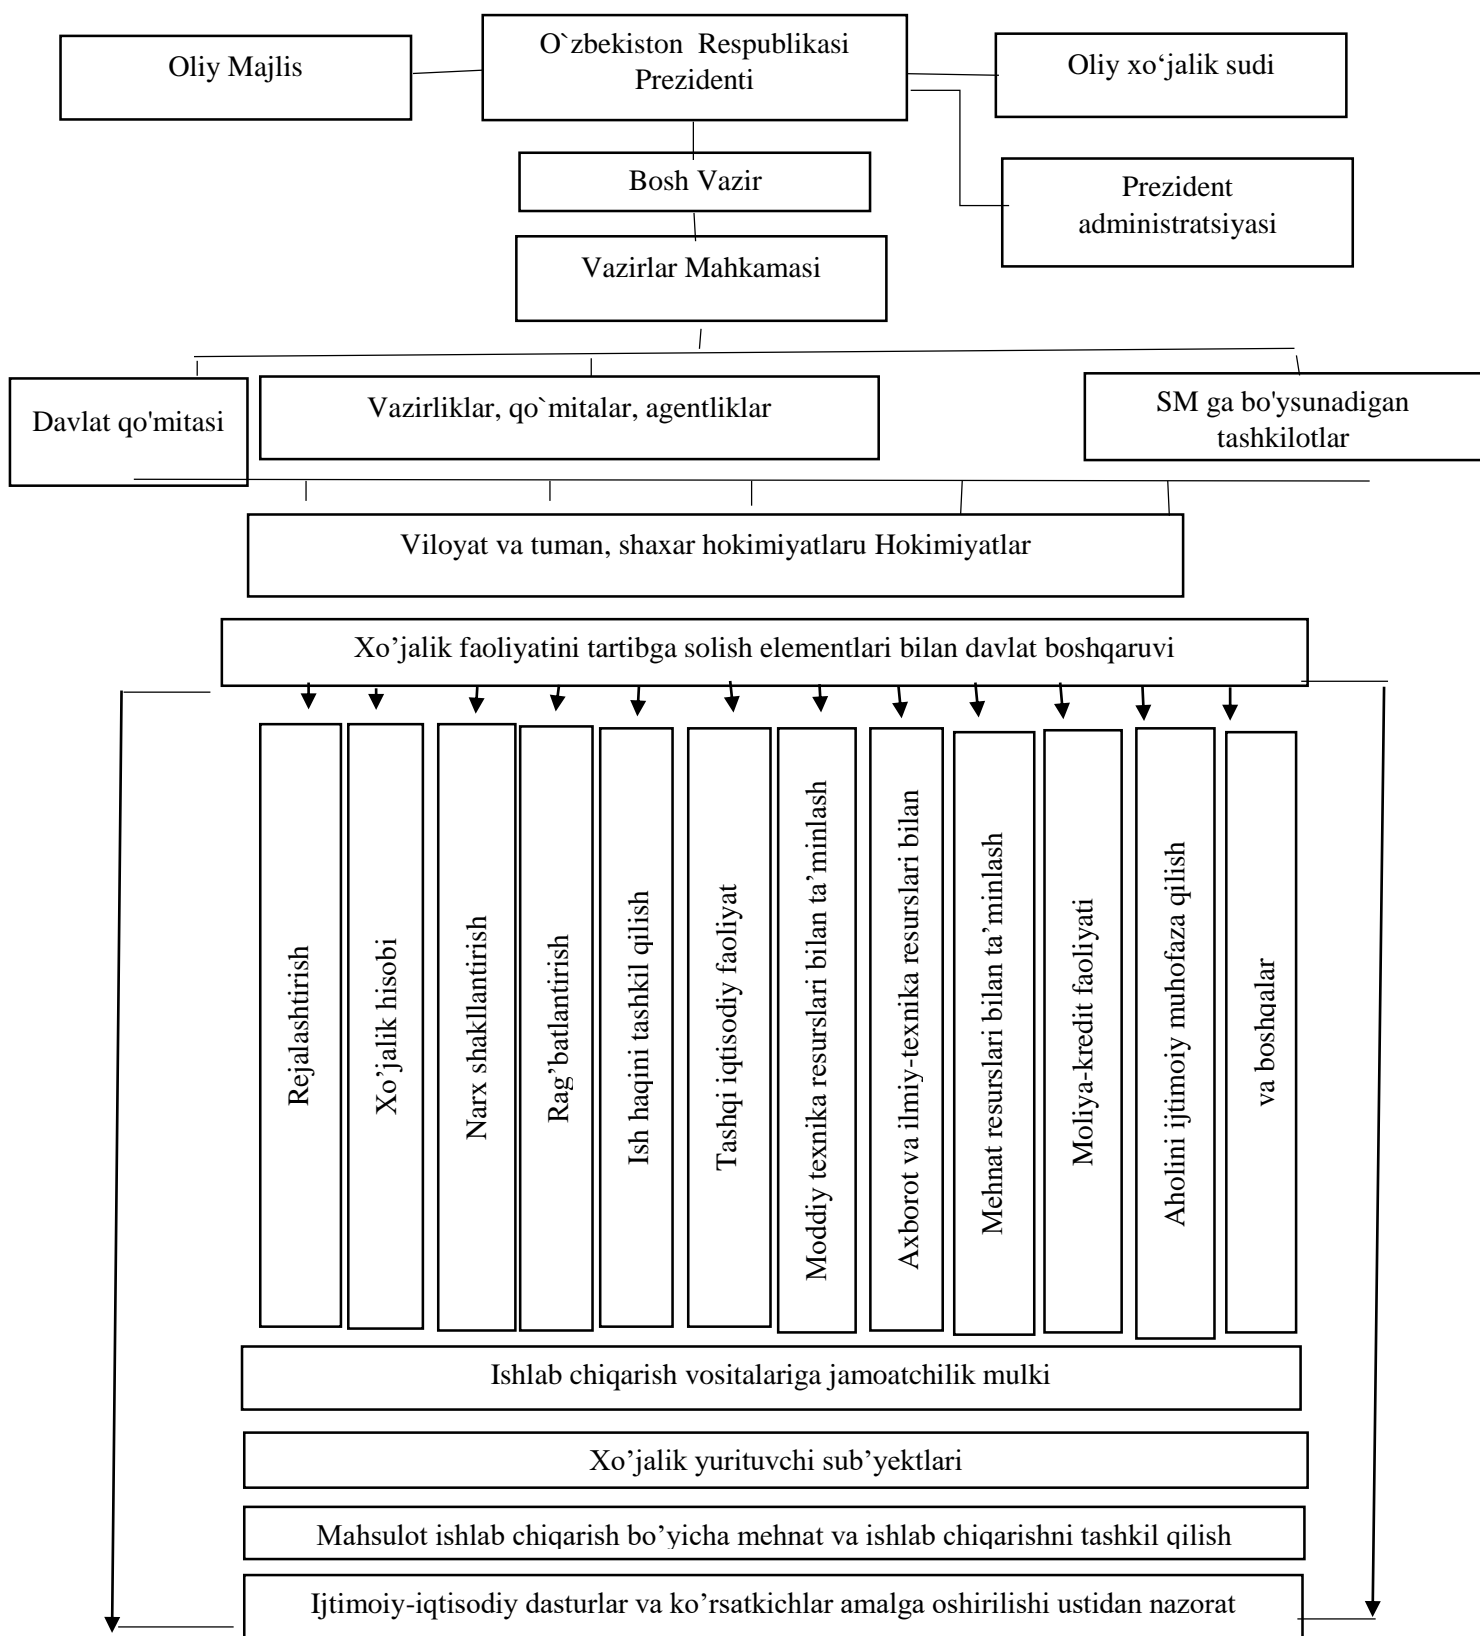 Oliy Majlis
O`zbekiston Respublikasi
Prezidenti
Oliy xo‘jalik sudi
Bosh Vazir
Prezident
administratsiyasi
Vazirlar Mahkamasi
Davlat qo'mitasi
Vazirliklar, qo`mitalar, agentliklar
SM ga bo'ysunadigan
tashkilotlar
Viloyat va tuman, shaxar hokimiyatlaru Hokimiyatlar
Xo’jalik faoliyatini tartibga solish elementlari bilan davlat boshqaruvi
Rejalashtirish
Xo’jalik hisobi
Narx shakllantirish
Rag’batlantirish
Ish haqini tashkil qilish
Tashqi iqtisodiy faoliyat
Moddiy texnika resurslari bilan ta’minlash
Axborot va ilmiy-texnika resurslari bilan
Mehnat resurslari bilan ta’minlash
Moliya-kredit faoliyati
Aholini ijtimoiy muhofaza qilish
va boshqalar
Ishlab chiqarish vositalariga jamoatchilik mulki
Xo’jalik yurituvchi sub’yektlari
Mahsulot ishlab chiqarish bo’yicha mehnat va ishlab chiqarishni tashkil qilish
Ijtimoiy-iqtisodiy dasturlar va ko’rsatkichlar amalga oshirilishi ustidan nazorat